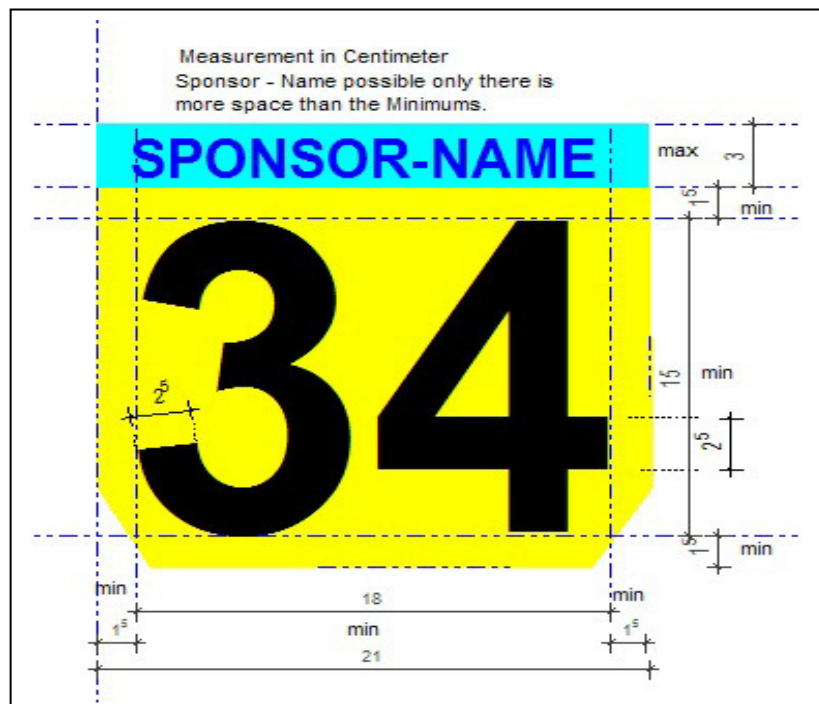 Measurement in Centimeter
Sponsor - Name possible only there is
more space than the Minimums.
SPONSOR-NAME
max
3
1⁵
min
34
15
min
2⁵
2⁵
1⁵
min
min
18
min
1⁵
min
1⁵
21